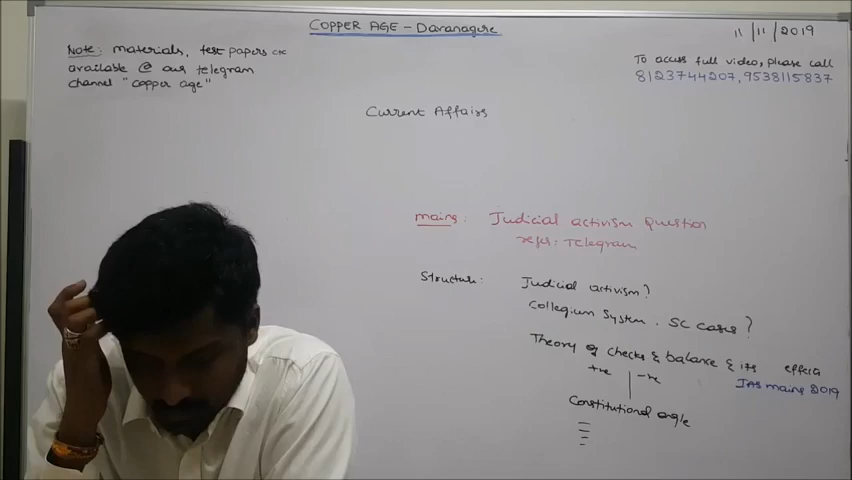 COPPER AGE - Davanagire
11/11/2019
Note: materials, test papers etc
available @ our telegram
channel "copper age"
To access full video, please call
8123744207, 9538115837
Current Affairs
mains: Judicial activism Question
refer: Telegram
Structure: Judicial activism?
Collegium System, SC cases?
Theory of checks & balance & its effects
+ve | -ve
IAS mains 2019
Constitutional angle